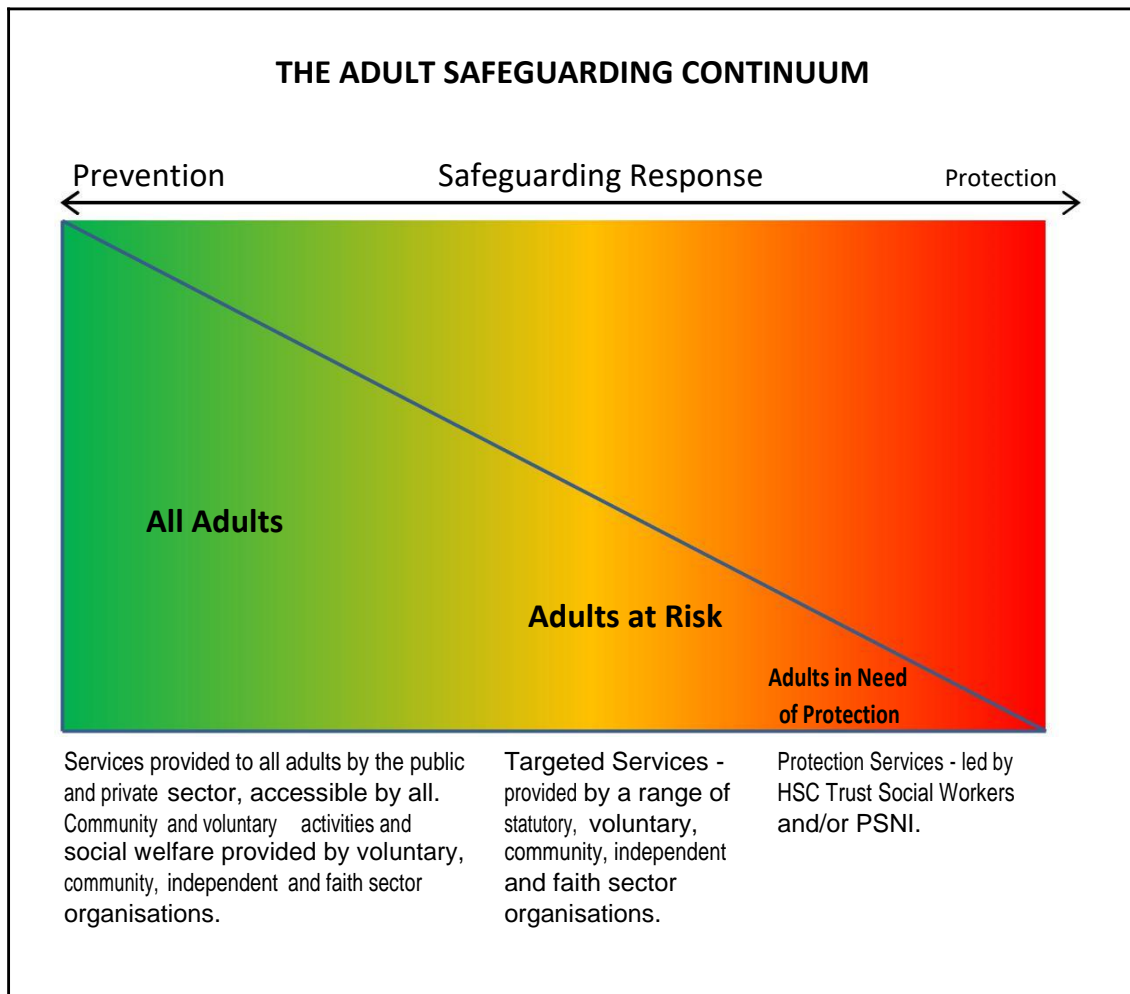 THE ADULT SAFEGUARDING CONTINUUM
Prevention Safeguarding Response Protection
All Adults
Adults at Risk
Adults in Need
of Protection
Services provided to all adults by the public
and private sector, accessible by all.
Community and voluntary activities and
social welfare provided by voluntary,
community, independent and faith sector
organisations.
Targeted Services -
provided by a range of
statutory, voluntary,
community, independent
and faith sector
organisations.
Protection Services - led by
HSC Trust Social Workers
and/or PSNI.